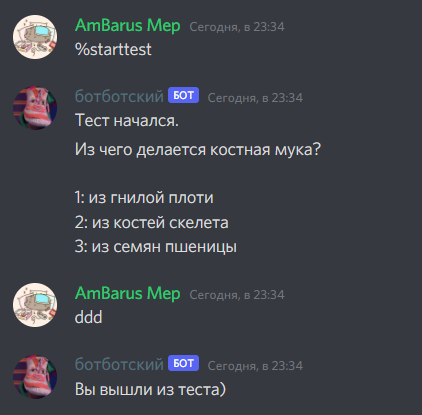 AmBarus Мер Сегодня, в 23:34
%starttest
ботботский БОТ Сегодня, в 23:34
Тест начался.
Из чего делается костная мука?
1: из гнилой плоти
2: из костей скелета
3: из семян пшеницы
AmBarus Мер Сегодня, в 23:34
ddd
ботботский БОТ Сегодня, в 23:34
Вы вышли из теста)